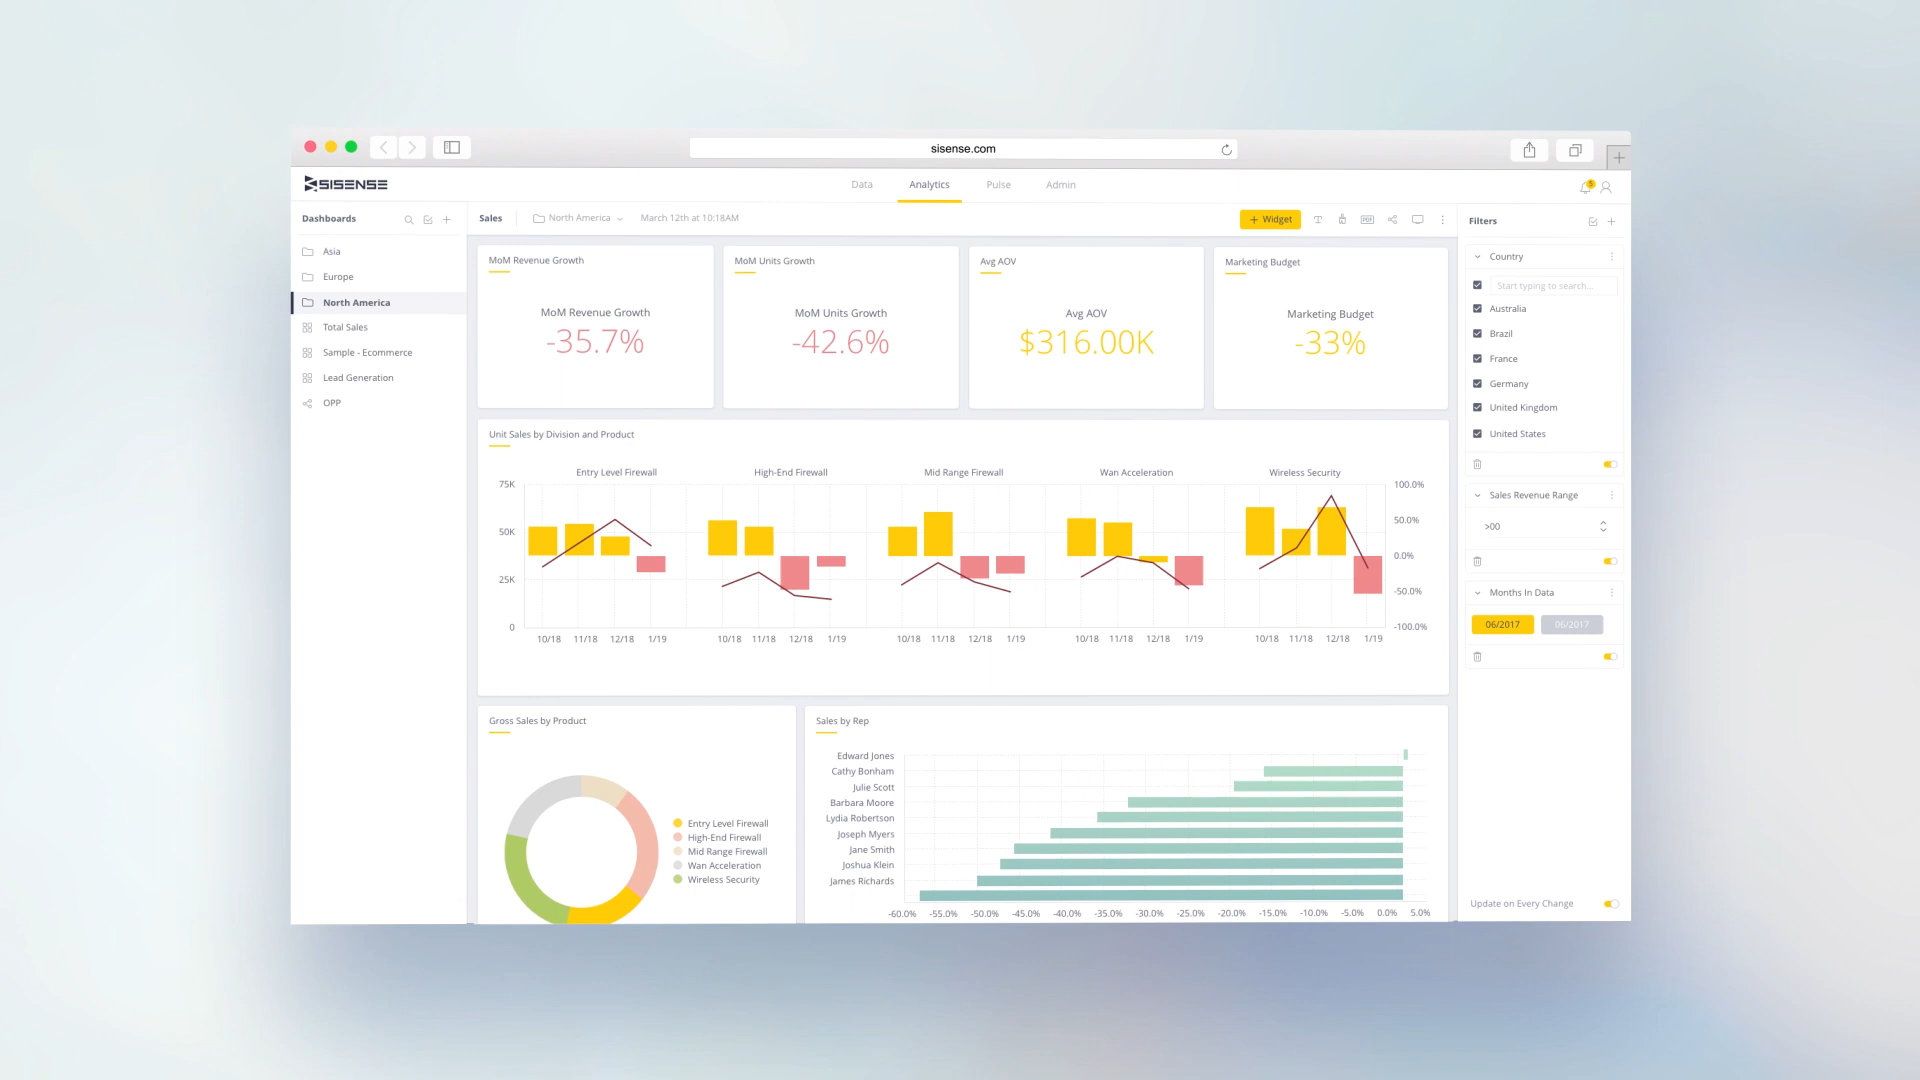 sisense.com
SISENSE
Data
Analytics
Pulse
Admin
5
Dashboards
Asia
Europe
North America
Total Sales
Sample - Ecommerce
Lead Generation
OPP
Sales
North America
March 12th at 10:18AM
+ Widget
PDF
MoM Revenue Growth
MoM Revenue Growth
-35.7%
MoM Units Growth
MoM Units Growth
-42.6%
Avg AOV
Avg AOV
$316.00K
Marketing Budget
Marketing Budget
-33%
Unit Sales by Division and Product
Entry Level Firewall
High-End Firewall
Mid Range Firewall
Wan Acceleration
Wireless Security
75K
50K
25K
0
100.0%
50.0%
0.0%
-50.0%
-100.0%
10/18 11/18 12/18 1/19
10/18 11/18 12/18 1/19
10/18 11/18 12/18 1/19
10/18 11/18 12/18 1/19
10/18 11/18 12/18 1/19
Gross Sales by Product
Entry Level Firewall
High-End Firewall
Mid Range Firewall
Wan Acceleration
Wireless Security
Sales by Rep
Edward Jones
Cathy Bonham
Julie Scott
Barbara Moore
Lydia Robertson
Joseph Myers
Jane Smith
Joshua Klein
James Richards
-60.0% -55.0% -50.0% -45.0% -40.0% -35.0% -30.0% -25.0% -20.0% -15.0% -10.0% -5.0% 0.0% 5.0%
Filters
Country
Start typing to search...
Australia
Brazil
France
Germany
United Kingdom
United States
Sales Revenue Range
>00
Months In Data
06/2017
06/2017
Update on Every Change